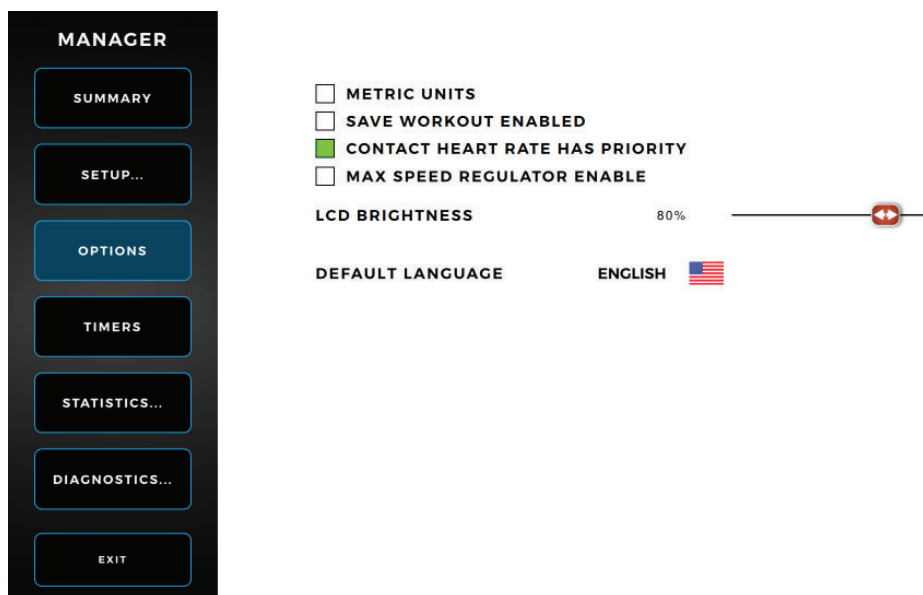 MANAGER
SUMMARY
SETUP...
OPTIONS
TIMERS
STATISTICS...
DIAGNOSTICS...
EXIT
METRIC UNITS
SAVE WORKOUT ENABLED
CONTACT HEART RATE HAS PRIORITY
MAX SPEED REGULATOR ENABLE
LCD BRIGHTNESS 80%
DEFAULT LANGUAGE ENGLISH